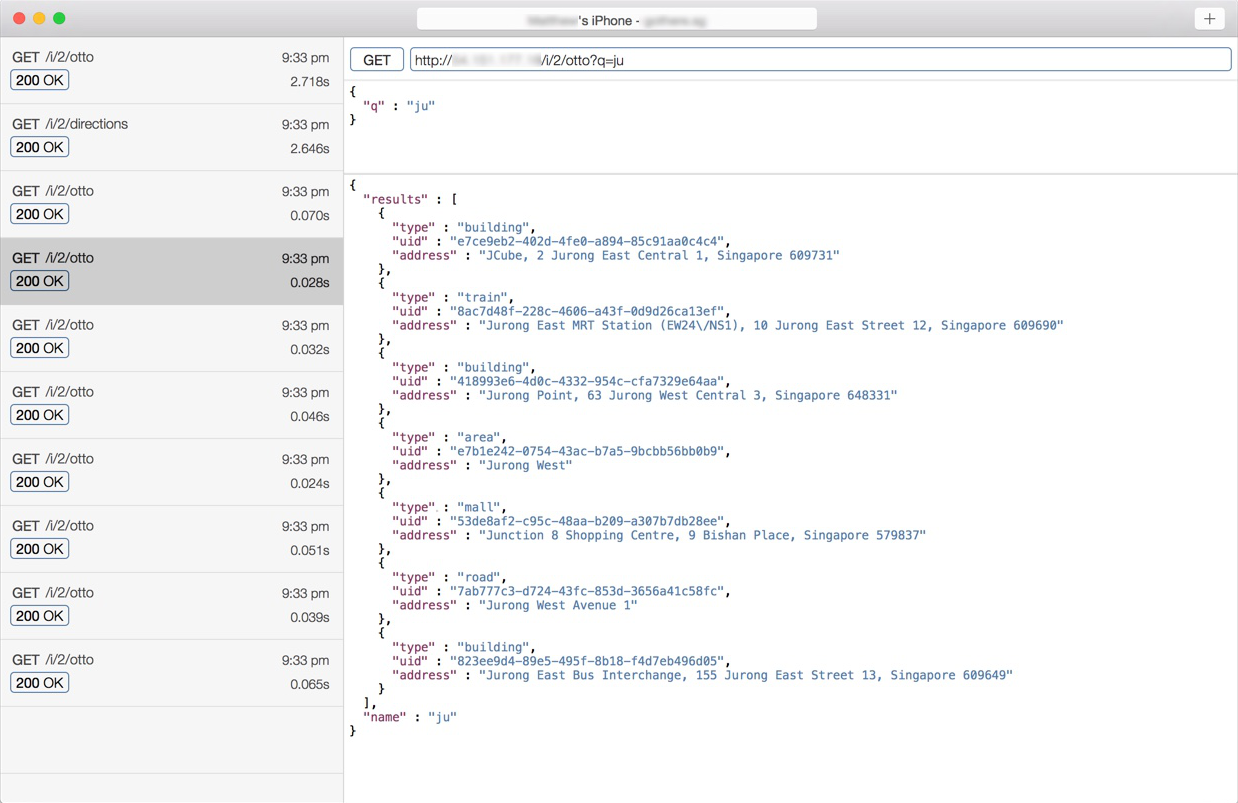 's iPhone -
+
GET /i/2/otto 9:33 pm
200 OK 2.718s
GET /i/2/directions 9:33 pm
200 OK 2.646s
GET /i/2/otto 9:33 pm
200 OK 0.070s
GET /i/2/otto 9:33 pm
200 OK 0.028s
GET /i/2/otto 9:33 pm
200 OK 0.032s
GET /i/2/otto 9:33 pm
200 OK 0.046s
GET /i/2/otto 9:33 pm
200 OK 0.024s
GET /i/2/otto 9:33 pm
200 OK 0.051s
GET /i/2/otto 9:33 pm
200 OK 0.039s
GET /i/2/otto 9:33 pm
200 OK 0.065s
GET http:// /i/2/otto?q=ju
{
"q" : "ju"
}
{
"results" : [
{
"type" : "building",
"uid" : "e7ce9eb2-402d-4fe0-a894-85c91aa0c4c4",
"address" : "JCube, 2 Jurong East Central 1, Singapore 609731"
},
{
"type" : "train",
"uid" : "8ac7d48f-228c-4606-a43f-0d9d26ca13ef",
"address" : "Jurong East MRT Station (EW24\/NS1), 10 Jurong East Street 12, Singapore 609690"
},
{
"type" : "building",
"uid" : "418993e6-4d0c-4332-954c-cfa7329e64aa",
"address" : "Jurong Point, 63 Jurong West Central 3, Singapore 648331"
},
{
"type" : "area",
"uid" : "e7b1e242-0754-43ac-b7a5-9bcbb56bb0b9",
"address" : "Jurong West"
},
{
"type" : "mall",
"uid" : "53de8af2-c95c-48aa-b209-a307b7db28ee",
"address" : "Junction 8 Shopping Centre, 9 Bishan Place, Singapore 579837"
},
{
"type" : "road",
"uid" : "7ab777c3-d724-43fc-853d-3656a41c58fc",
"address" : "Jurong West Avenue 1"
},
{
"type" : "building",
"uid" : "823ee9d4-89e5-495f-8b18-f4d7eb496d05",
"address" : "Jurong East Bus Interchange, 155 Jurong East Street 13, Singapore 609649"
}
],
"name" : "ju"
}